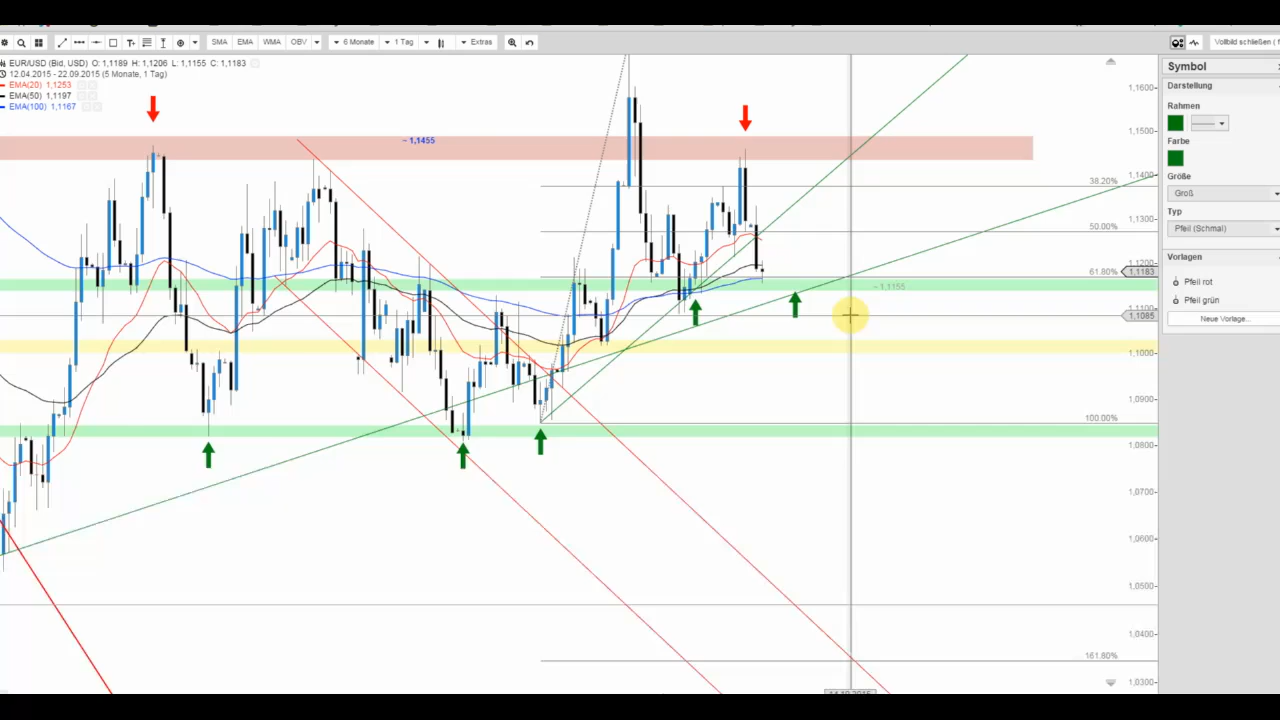 SMA EMA WMA OBV 6 Monate 1 Tag Extras Vollbild schließen ( f
EUR/USD (Bid, USD) O: 1,1189 H: 1,1206 L: 1,1155 C: 1,1183
12.04.2015 - 22.09.2015 (5 Monate, 1 Tag)
EMA(20) 1,1253
EMA(50) 1,1197
EMA(100) 1,1167
~ 1,1455
38.20%
50.00%
61.80%
~ 1,1155
100.00%
161.80%
1,1600
1,1500
1,1400
1,1300
1,1200
1,1183
1,1100
1,1085
1,1000
1,0900
1,0800
1,0700
1,0600
1,0500
1,0400
1,0300
Symbol
Darstellung
Rahmen
Farbe
Größe
Groß
Typ
Pfeil (Schmal)
Vorlagen
Pfeil rot
Pfeil grün
Neue Vorlage...